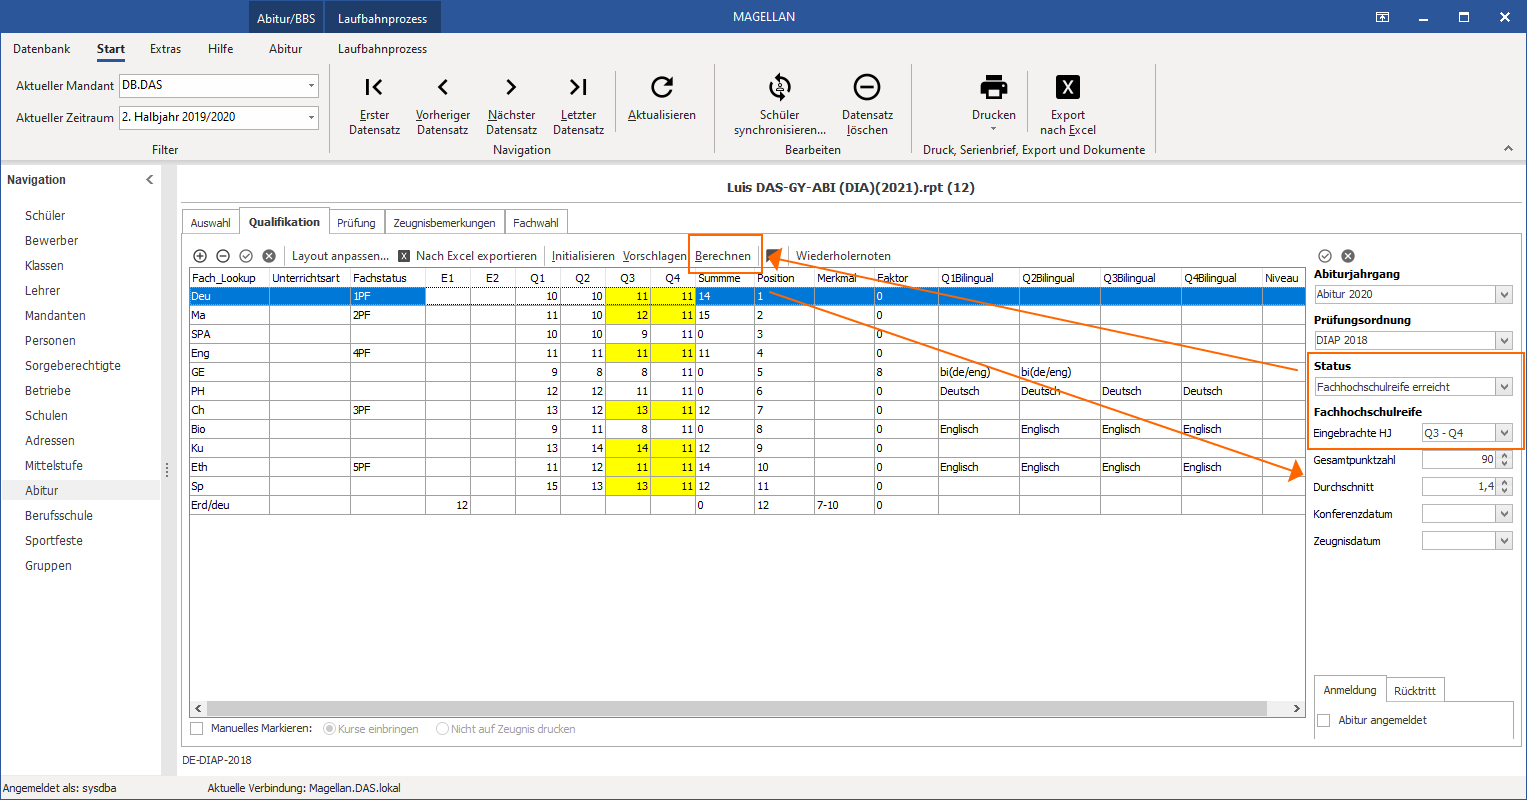 Abitur/BBS Laufbahnprozess MAGELLAN
Datenbank Start Extras Hilfe Abitur Laufbahnprozess
Aktueller Mandant DB.DAS
Aktueller Zeitraum 2. Halbjahr 2019/2020
Filter
Erster Datensatz
Vorheriger Datensatz
Nächster Datensatz
Letzter Datensatz
Aktualisieren
Navigation
Schüler synchronisieren...
Datensatz löschen
Bearbeiten
Drucken
Export nach Excel
Druck, Serienbrief, Export und Dokumente
Navigation
Schüler
Bewerber
Klassen
Lehrer
Mandanten
Personen
Sorgeberechtigte
Betriebe
Schulen
Adressen
Mittelstufe
Abitur
Berufsschule
Sportfeste
Gruppen
Luis DAS-GY-ABI (DIA)(2021).rpt (12)
Auswahl Qualifikation Prüfung Zeugnisbemerkungen Fachwahl
Layout anpassen... X Nach Excel exportieren Initialisieren Vorschlagen Berechnen Wiederholernoten
Fach_Lookup Unterrichtsart Fachstatus E1 E2 Q1 Q2 Q3 Q4 Summme Position Merkmal Faktor Q1Bilingual Q2Bilingual Q3Bilingual Q4Bilingual Niveau
Deu 1PF 10 10 11 11 14 1 0
Ma 2PF 11 10 12 11 15 2 0
SPA 10 10 9 11 0 3 0
Eng 4PF 11 11 11 11 11 4 0
GE 9 8 8 11 0 5 8 bi(de/eng) bi(de/eng)
PH 12 12 11 11 0 6 0 Deutsch Deutsch Deutsch Deutsch
Ch 3PF 13 12 13 11 12 7 0
Bio 9 11 8 11 0 8 0 Englisch Englisch Englisch Englisch
Ku 13 14 14 11 12 9 0
Eth 5PF 11 12 11 11 14 10 0 Englisch Englisch Englisch Englisch
Sp 15 13 13 11 12 11 0
Erd/deu 12 0 12 7-10 0
Manuelles Markieren: Kurse einbringen Nicht auf Zeugnis drucken
DE-DIAP-2018
Abiturjahrgang
Abitur 2020
Prüfungsordnung
DIAP 2018
Status
Fachhochschulreife erreicht
Fachhochschulreife
Eingebrachte HJ Q3 - Q4
Gesamtpunktzahl 90
Durchschnitt 1,4
Konferenzdatum
Zeugnisdatum
Anmeldung Rücktritt
Abitur angemeldet
Angemeldet als: sysdba Aktuelle Verbindung: Magellan.DAS.lokal